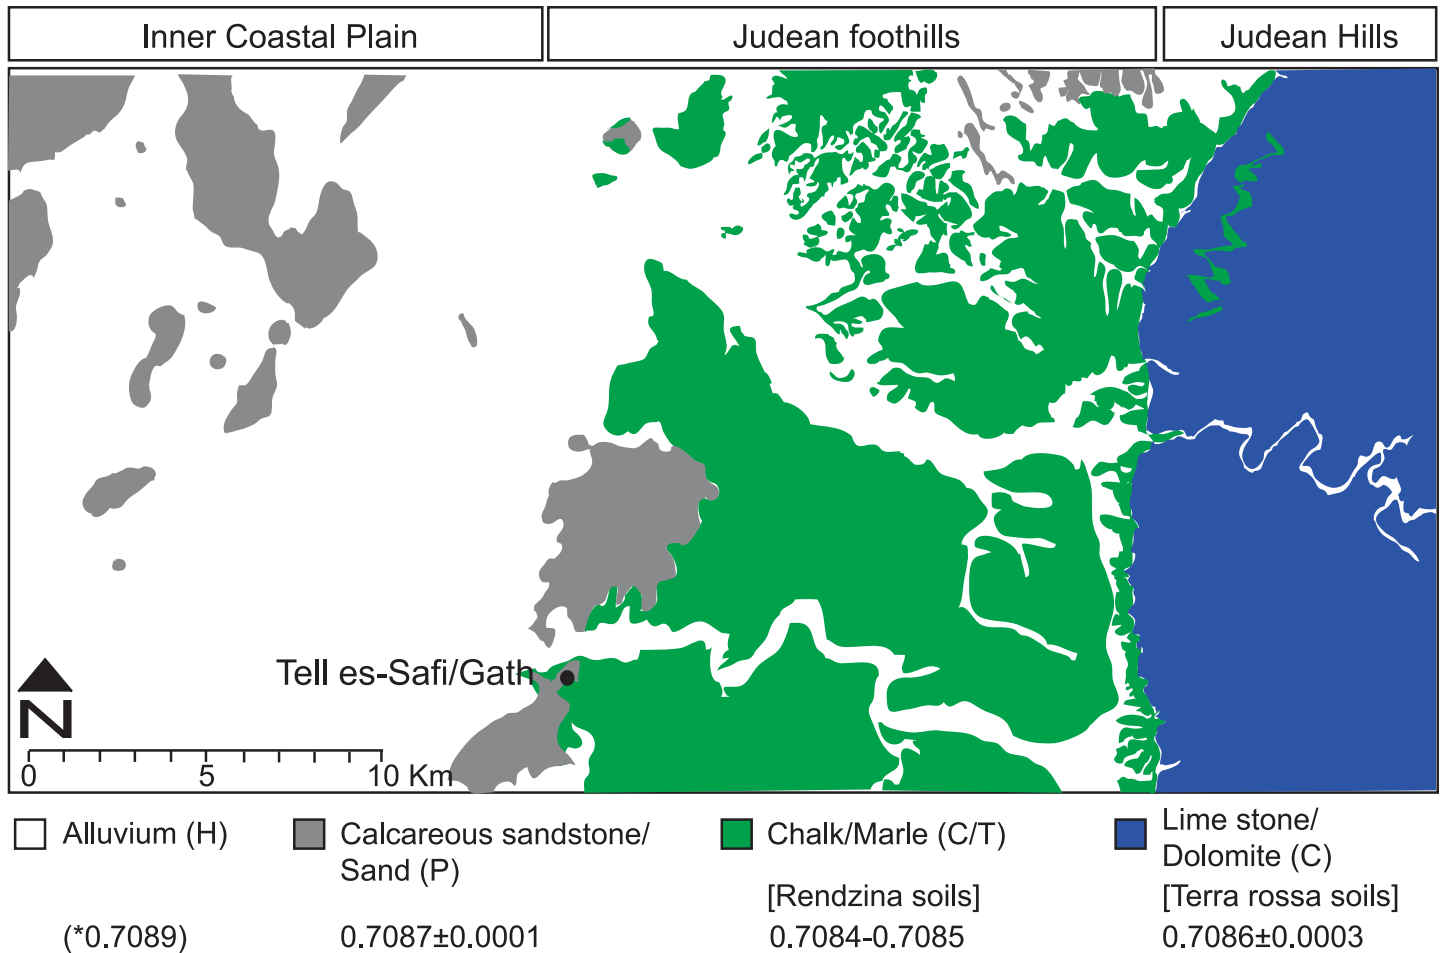 Inner Coastal Plain
Judean foothills
Judean Hills
Tell es-Safi/Gath
N
0 5 10 Km
Alluvium (H)
(*0.7089)
Calcareous sandstone/
Sand (P)
0.7087±0.0001
Chalk/Marle (C/T)
[Rendzina soils]
0.7084-0.7085
Lime stone/
Dolomite (C)
[Terra rossa soils]
0.7086±0.0003